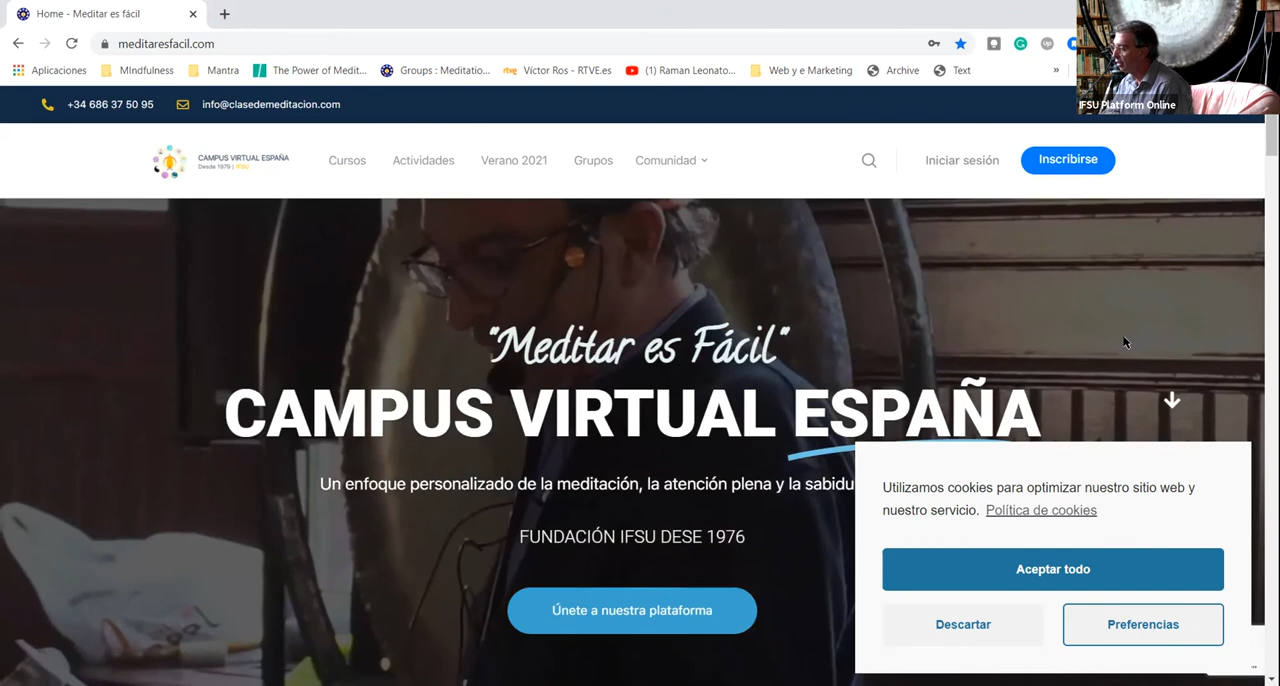 Home - Meditar es fácil
meditaresfacil.com
Aplicaciones MIndfulness Mantra The Power of Medit... Groups : Meditatio... Víctor Ros - RTVE.es (1) Raman Leonato... Web y e Marketing Archive Text »
IFSU Platform Online
+34 686 37 50 95 info@clasedemeditacion.com
CAMPUS VIRTUAL ESPAÑA
Desde 1979 | IFSU
Cursos Actividades Verano 2021 Grupos Comunidad Iniciar sesión Inscribirse
"Meditar es Fácil"
CAMPUS VIRTUAL ESPAÑA
Un enfoque personalizado de la meditación, la atención plena y la sabidu
FUNDACIÓN IFSU DESE 1976
Únete a nuestra plataforma
Utilizamos cookies para optimizar nuestro sitio web y
nuestro servicio. Política de cookies
Aceptar todo
Descartar Preferencias